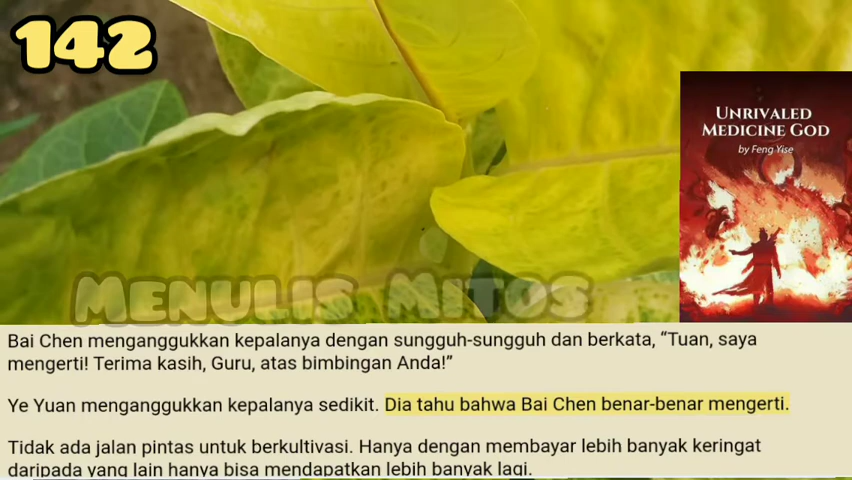 142
UNRIVALED
MEDICINE GOD
by Feng Yise
MENULIS MITOS
Bai Chen menganggukkan kepalanya dengan sungguh-sungguh dan berkata, “Tuan, saya
mengerti! Terima kasih, Guru, atas bimbingan Anda!”
Ye Yuan menganggukkan kepalanya sedikit. Dia tahu bahwa Bai Chen benar-benar mengerti.
Tidak ada jalan pintas untuk berkultivasi. Hanya dengan membayar lebih banyak keringat
daripada yang lain hanya bisa mendapatkan lebih banyak lagi.